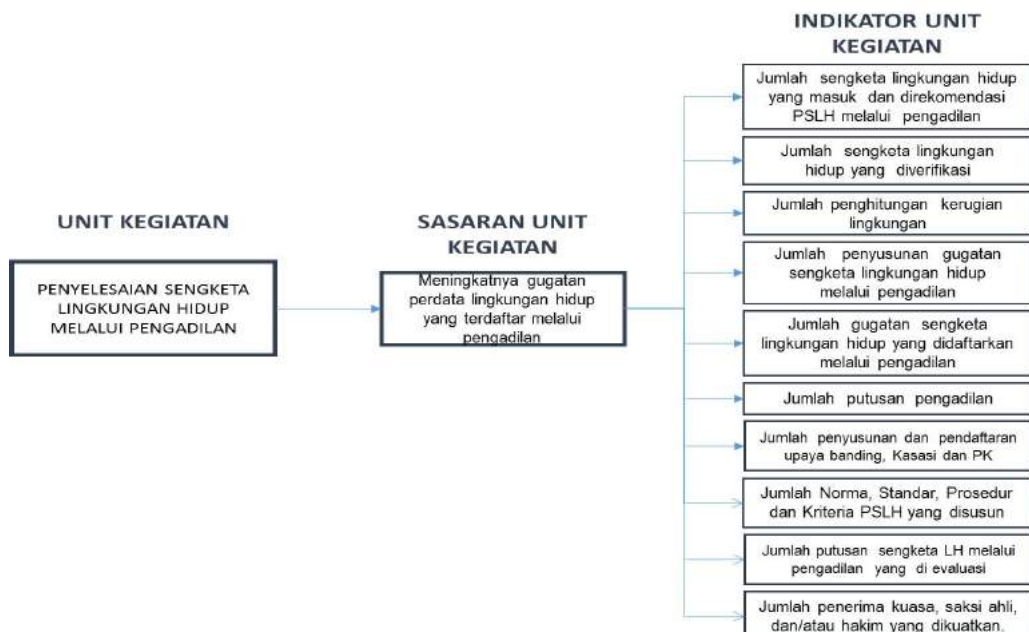 UNIT KEGIATAN
PENYELESAIAN SENGKETA
LINGKUNGAN HIDUP
MELALUI PENGADILAN
SASARAN UNIT
KEGIATAN
Meningkatnya gugatan
perdata lingkungan hidup
yang terdaftar melalui
pengadilan
INDIKATOR UNIT
KEGIATAN
Jumlah sengketa lingkungan hidup
yang masuk dan direkomendasi
PSLH melalui pengadilan
Jumlah sengketa lingkungan
hidup yang diverifikasi
Jumlah penghitungan kerugian
lingkungan
Jumlah penyusunan gugatan
sengketa lingkungan hidup
melalui pengadilan
Jumlah gugatan sengketa
lingkungan hidup yang didaftarkan
melalui pengadilan
Jumlah putusan pengadilan
Jumlah penyusunan dan pendaftaran
upaya banding, Kasasi dan PK
Jumlah Norma, Standar, Prosedur
dan Kriteria PSLH yang disusun
Jumlah putusan sengketa LH melalui
pengadilan yang di evaluasi
Jumlah penerima kuasa, saksi ahli,
dan/atau hakim yang dikuatkan.